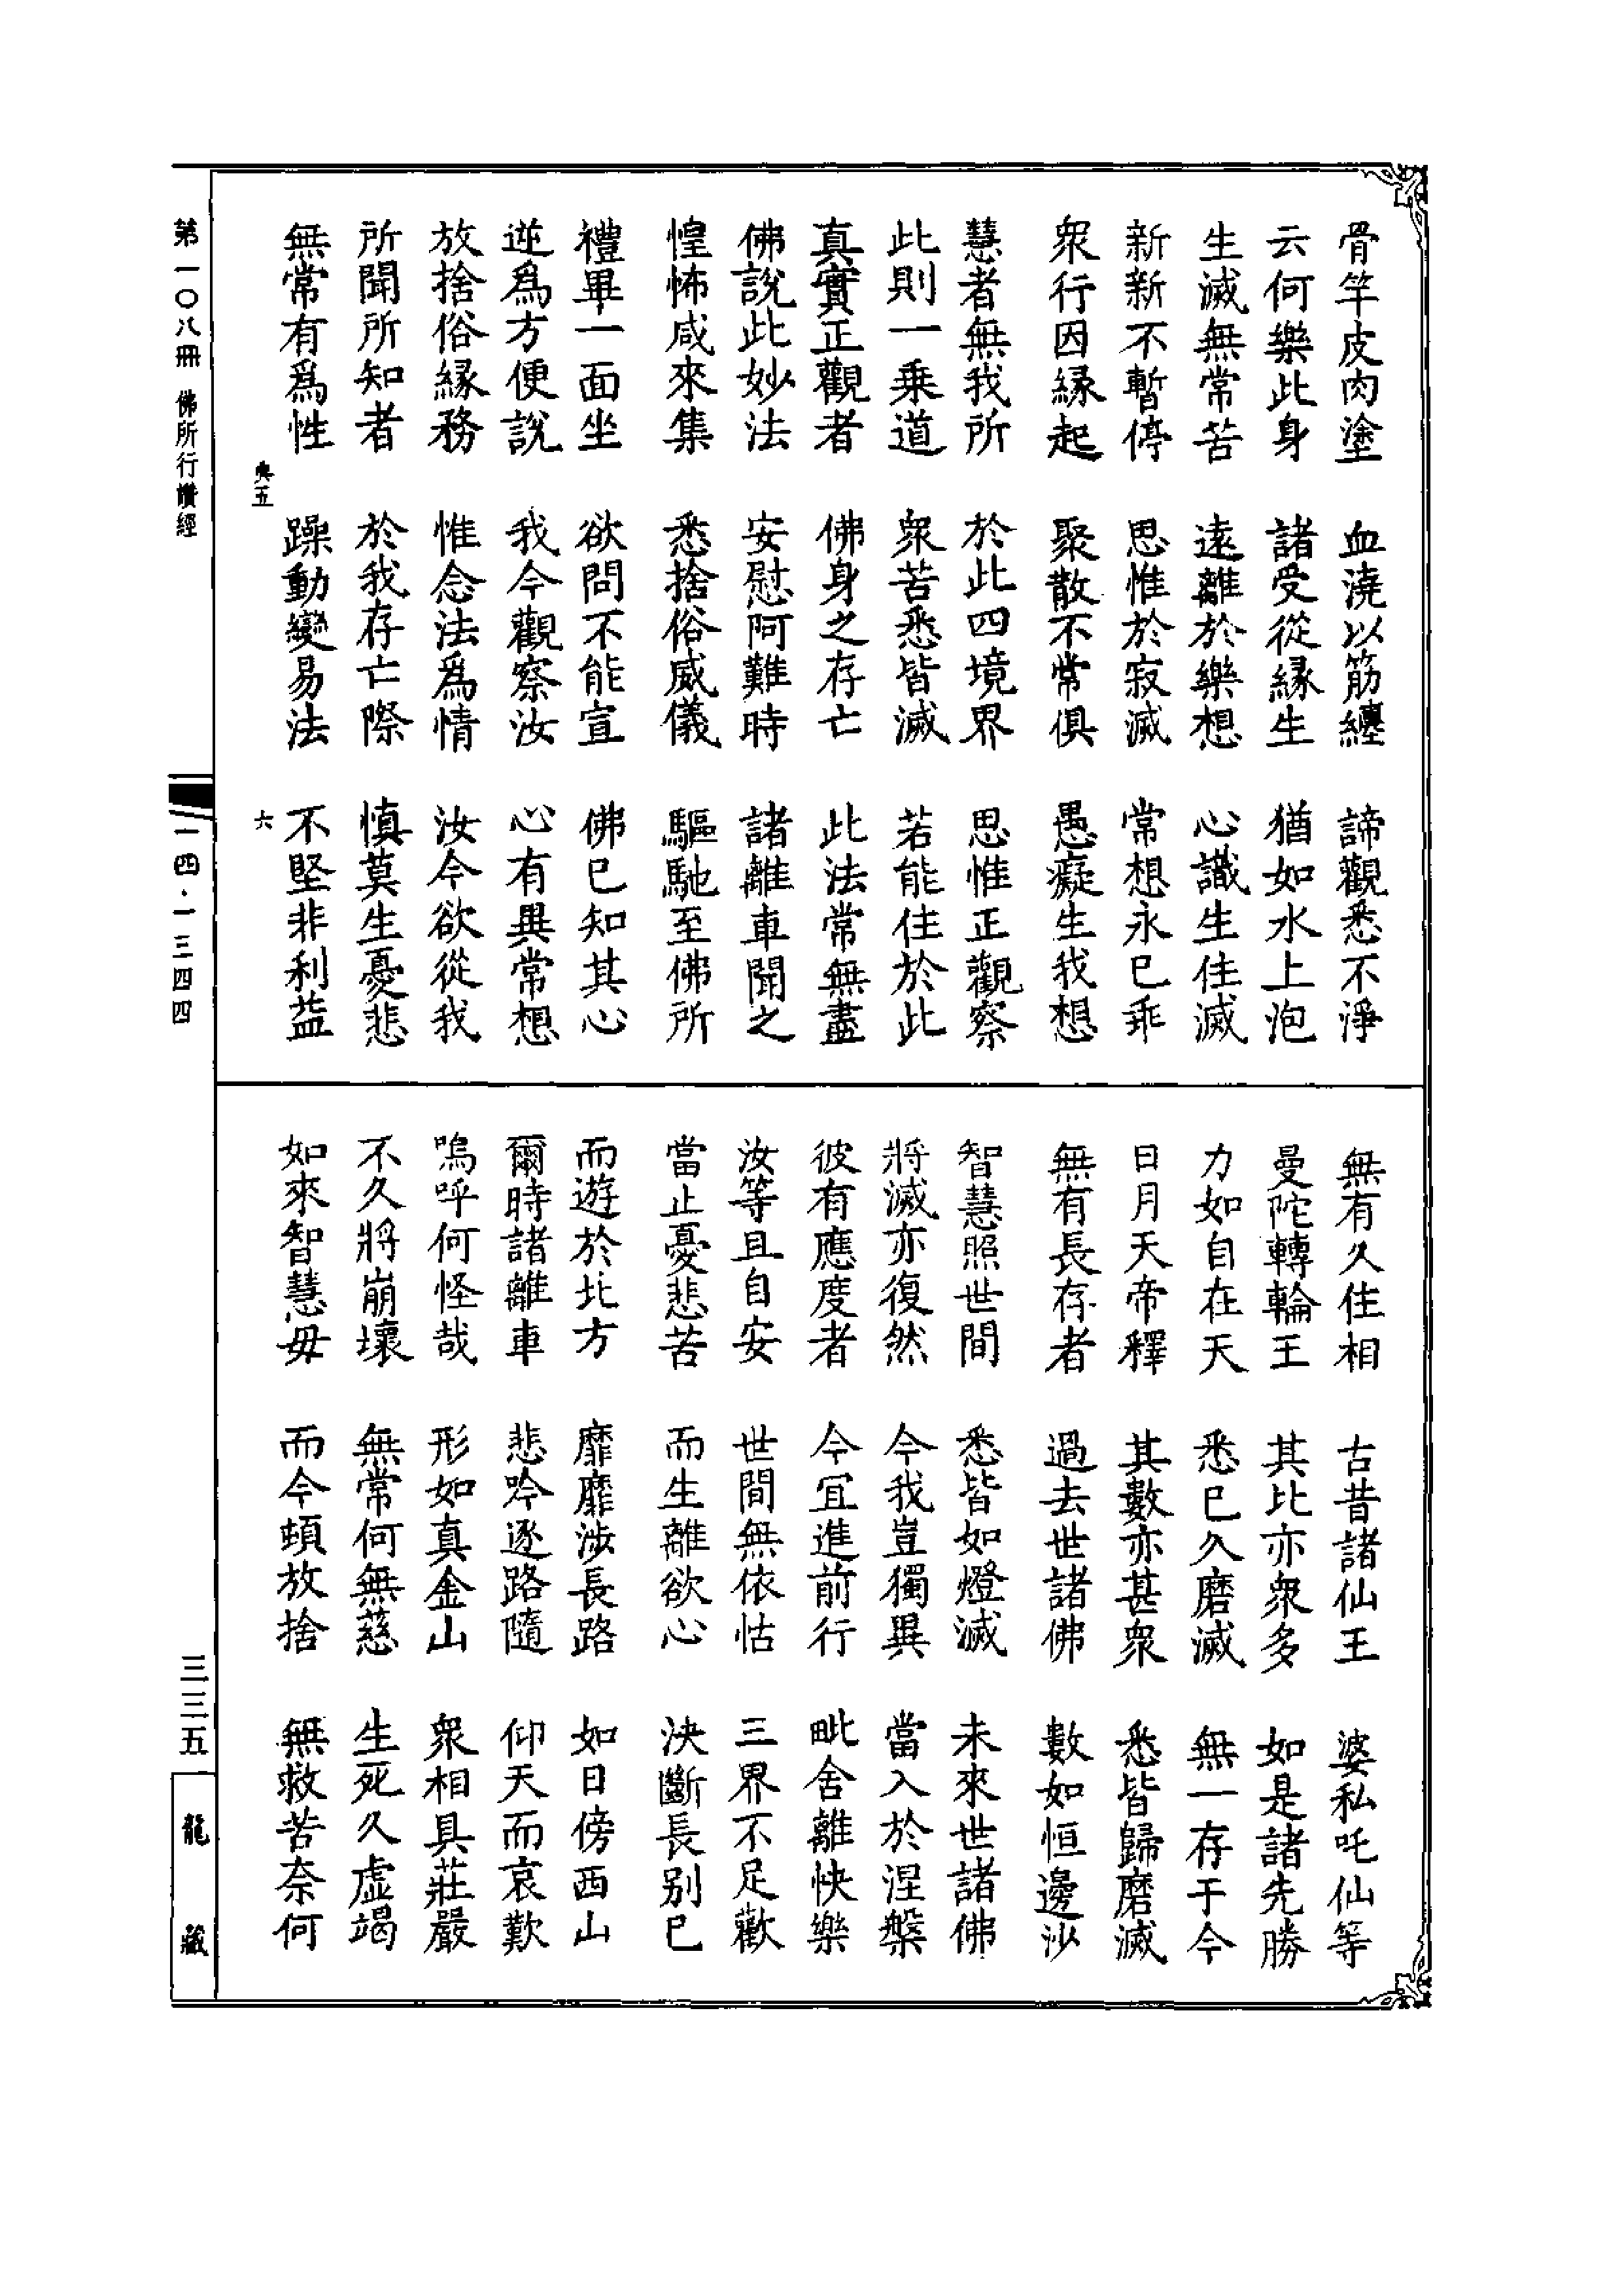 骨竿皮肉塗　血澆以筋纏　諦觀悉不淨
云何樂此身　諸受從緣生　猶如水上泡
生滅無常苦　遠離於樂想　心識生住滅
新新不暫停　思惟於寂滅　常想永已乖
衆行因緣起　聚散不常俱　愚癡生我想
慧者無我所　於此四境界　思惟正觀察
此則一乘道　衆苦悉皆滅　若能住於此
真實正觀者　佛身之存亡　此法常無盡
佛說此妙法　安慰阿難時　諸離車聞之
惶怖咸來集　悉捨俗威儀　驅馳至佛所
禮畢一面坐　欲問不能宣　佛已知其心
逆爲方便說　我今觀察汝　心有異常想
放捨俗緣務　惟念法爲情　汝今欲從我
所聞所知者　於我存亡際　慎莫生憂悲
無常有爲性　躁動變易法　不堅非利益
典五　六
無有久住相　古昔諸仙王　婆私吒仙等
曼陀轉輪王　其比亦衆多　如是諸先勝
力如自在天　悉已久磨滅　無一存于今
日月天帝釋　其數亦甚衆　悉皆歸磨滅
無有長存者　過去世諸佛　數如恒邊沙
智慧照世間　悉皆如燈滅　未來世諸佛
將滅亦復然　今我豈獨異　當入於涅槃
彼有應度者　今宜進前行　毗舍離快樂
汝等且自安　世間無依怙　三界不足歡
當止憂悲苦　而生離欲心　決斷長別已
而遊於北方　靡靡涉長路　如日傍西山
爾時諸離車　悲吟逐路隨　仰天而哀歎
嗚呼何怪哉　形如真金山　衆相具莊嚴
不久將崩壞　無常何無慈　生死久虛竭
如來智慧母　而今頓放捨　無救苦奈何
第一〇八冊　佛所行讚經
一四·一三四四
三三五
龍藏